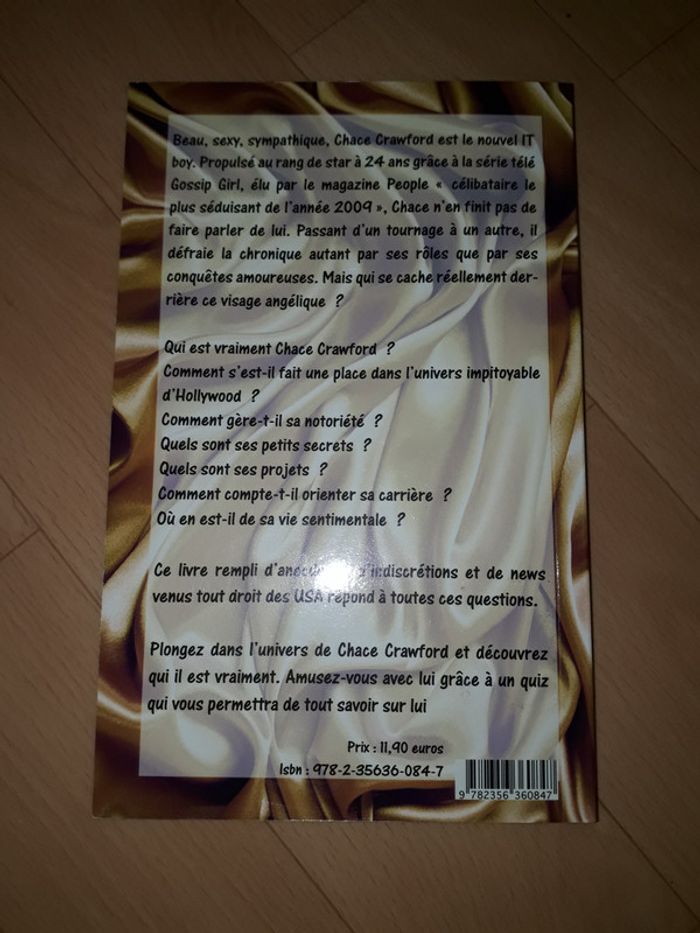 Beau, sexy, sympathique, Chace Crawford est le nouvel IT
boy. Propulsé au rang de star à 24 ans grâce à la série télé
Gossip Girl, élu par le magazine People « célibataire le
plus séduisant de l'année 2009 », Chace n'en finit pas de
faire parler de lui. Passant d'un tournage à un autre, il
défraie la chronique autant par ses rôles que par ses
conquêtes amoureuses. Mais qui se cache réellement der-
rière ce visage angélique ?
Qui est vraiment Chace Crawford ?
Comment s'est-il fait une place dans l'univers impitoyable
d'Hollywood ?
Comment gère-t-il sa notoriété ?
Quels sont ses petits secrets ?
Quels sont ses projets ?
Comment compte-t-il orienter sa carrière ?
Où en est-il de sa vie sentimentale ?
Ce livre rempli d'indiscrétions et de news
venus tout droit des USA répond à toutes ces questions.
Plongez dans l'univers de Chace Crawford et découvrez
qui il est vraiment. Amusez-vous avec lui grâce à un quiz
qui vous permettra de tout savoir sur lui
Prix : 11,90 euros
Isbn : 978-2-35636-084-7
9 782356 360847